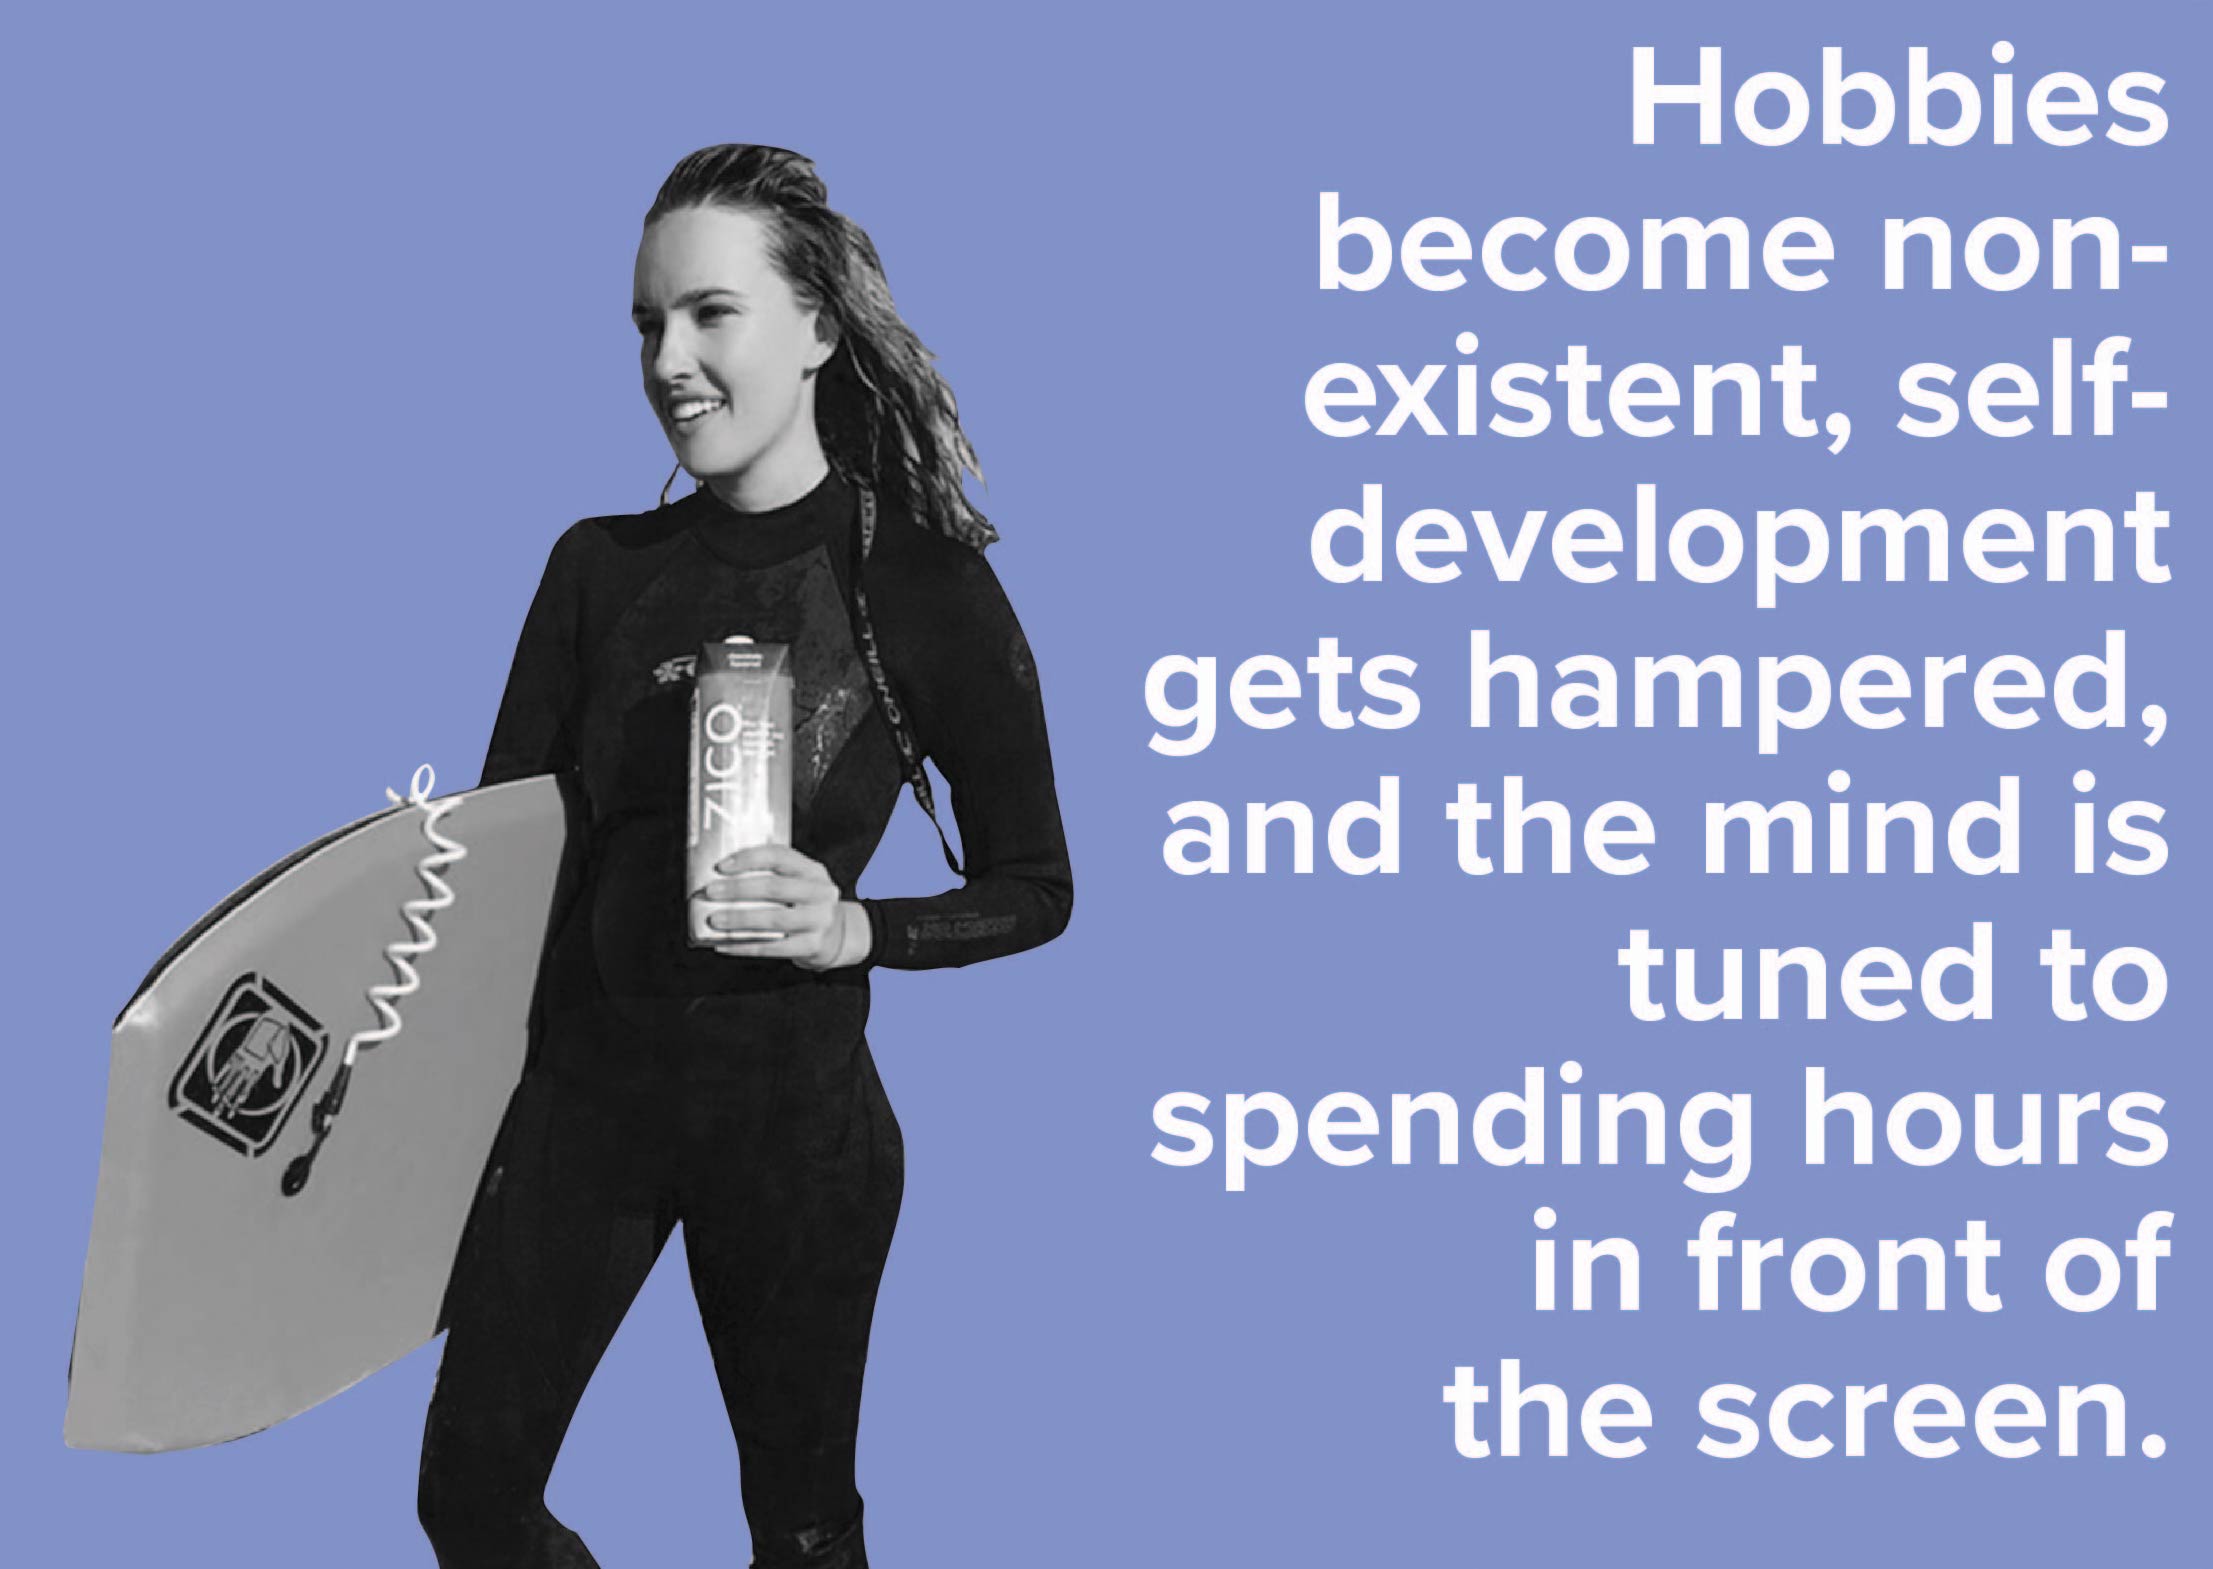 Hobbies
become non-
existent, self-
development
gets hampered,
and the mind is
tuned to
spending hours
in front of
the screen.
ZICO